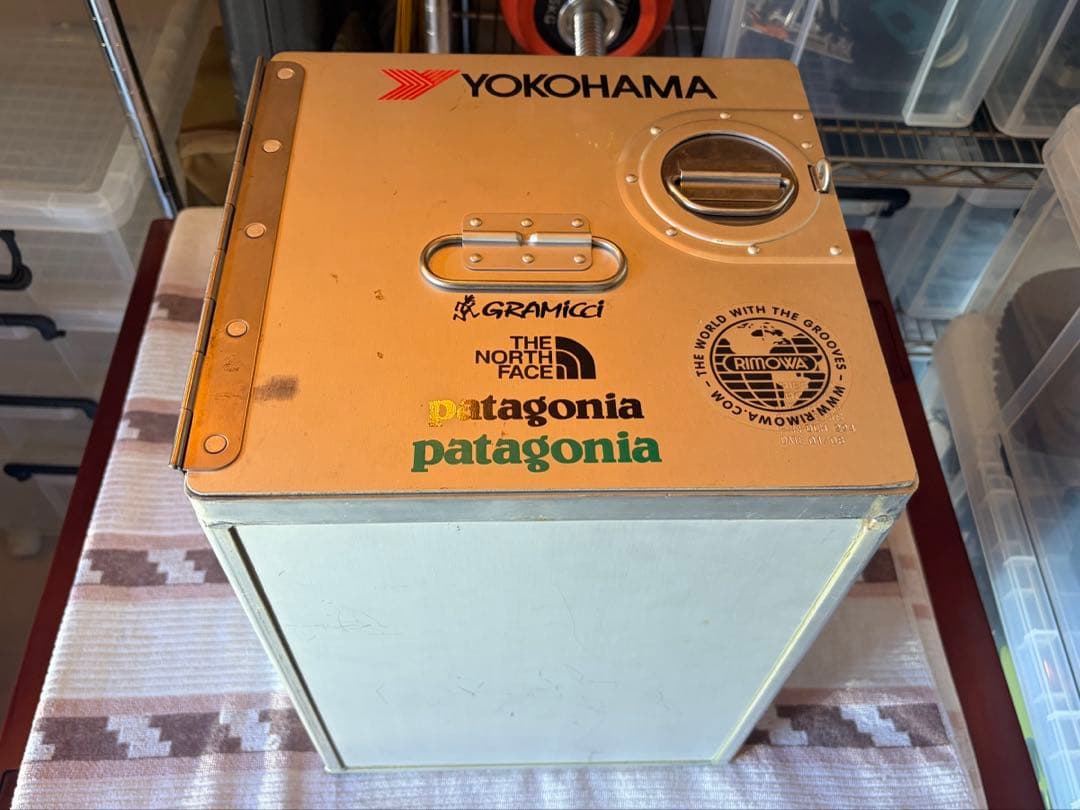 YOKOHAMA
GRAMiCCi
THE
NORTH
FACE
patagonia
patagonia
THE WORLD WITH THE GROOVES
RIMOWA
WWW.RIMOWA.COM